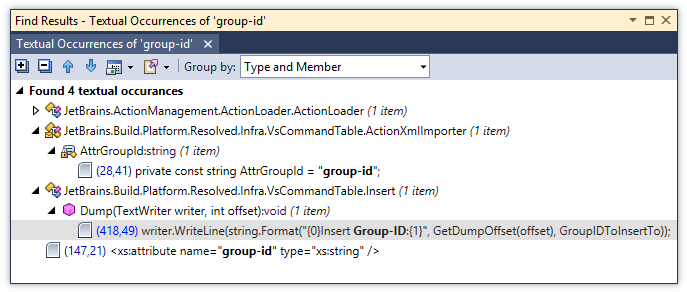 Find Results - Textual Occurrences of 'group-id'
Textual Occurrences of 'group-id'
Group by: Type and Member
Found 4 textual occurances
JetBrains.ActionManagement.ActionLoader.ActionLoader (1 item)
JetBrains.Build.Platform.Resolved.Infra.VsCommandTable.ActionXmlImporter (1 item)
AttrGroupId:string (1 item)
(28,41) private const string AttrGroupId = "group-id";
JetBrains.Build.Platform.Resolved.Infra.VsCommandTable.Insert (1 item)
Dump(TextWriter writer, int offset):void (1 item)
(418,49) writer.WriteLine(string.Format("{0}Insert Group-ID:{1}", GetDumpOffset(offset), GroupIDToInsertTo));
(147,21) <xs:attribute name="group-id" type="xs:string" />